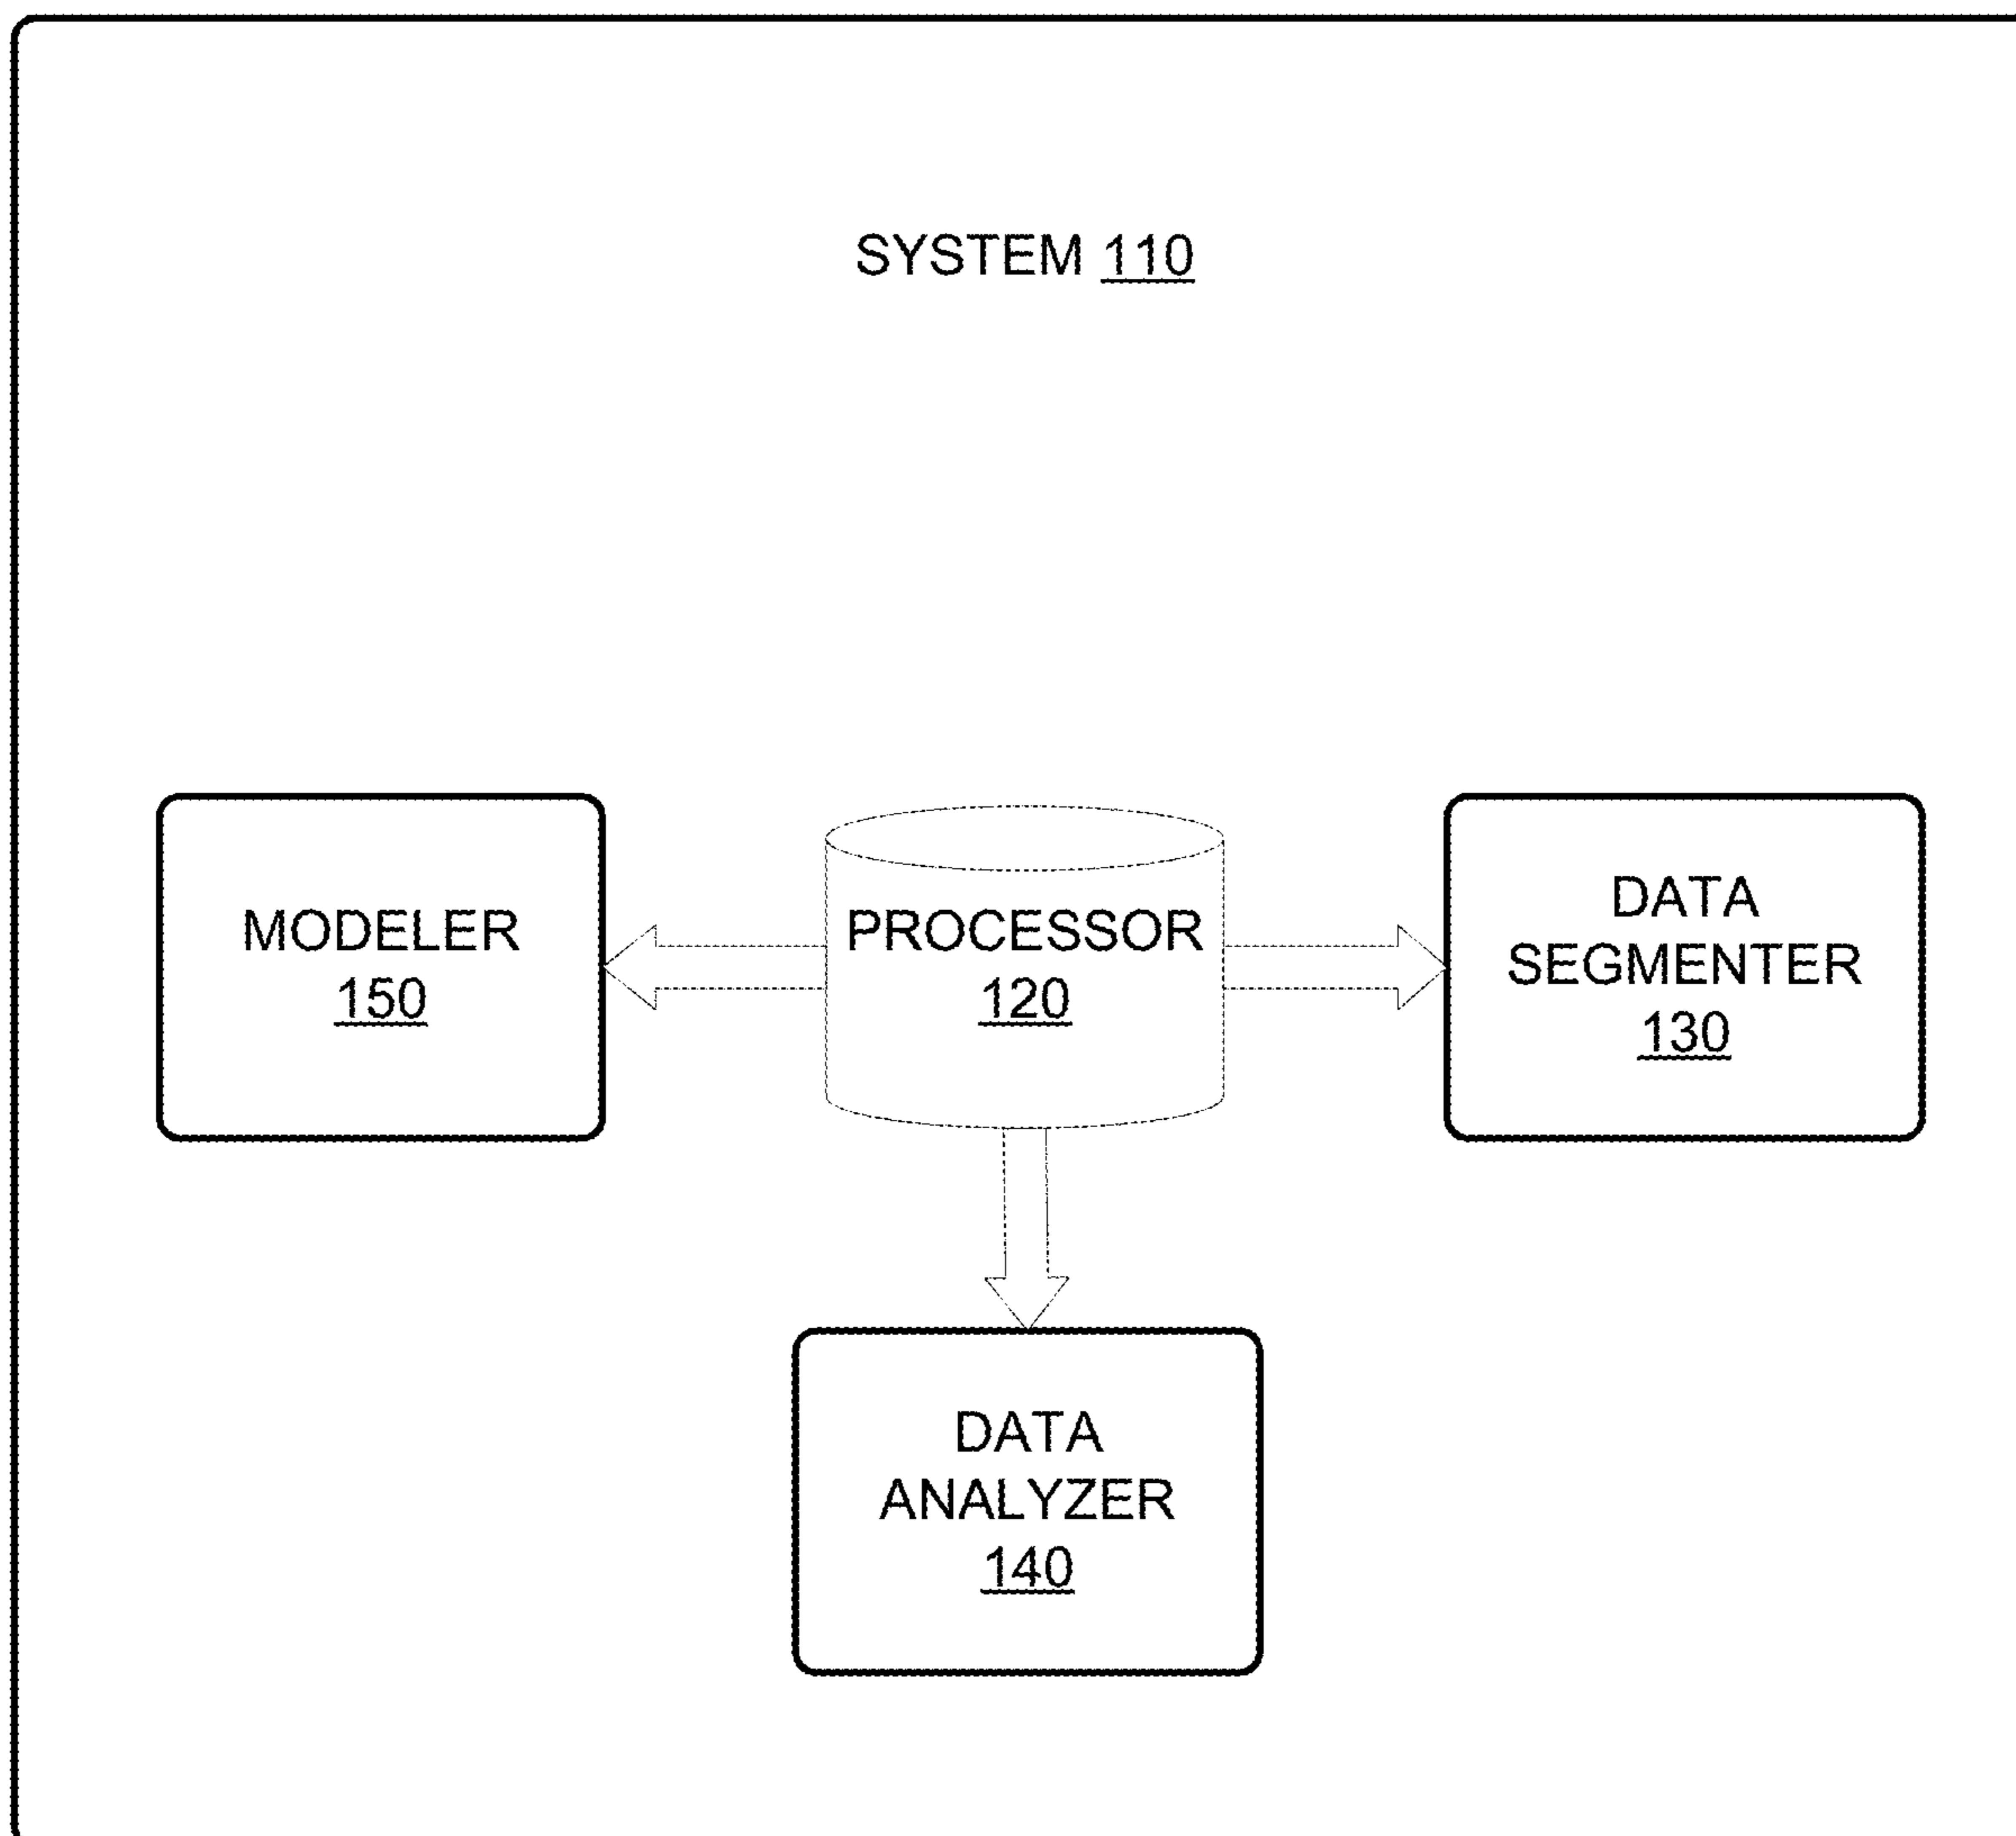 SYSTEM 110
MODELER
150
PROCESSOR
120
DATA
SEGMENTER
130
DATA
ANALYZER
140